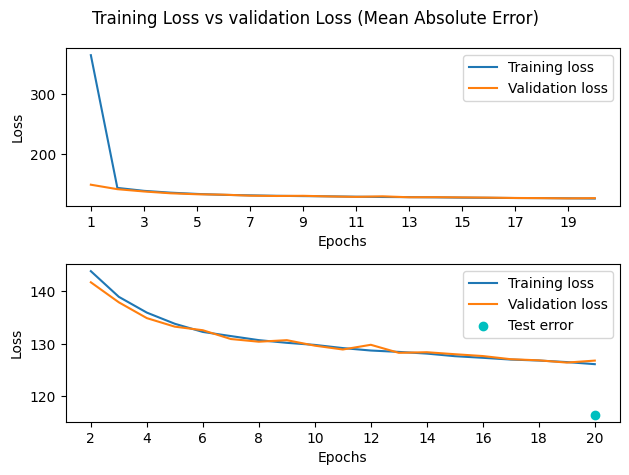 Training Loss vs validation Loss (Mean Absolute Error)
Training loss
Validation loss
300
200
Loss
1 3 5 7 9 11 13 15 17 19
Epochs
Training loss
Validation loss
Test error
140
130
120
Loss
2 4 6 8 10 12 14 16 18 20
Epochs